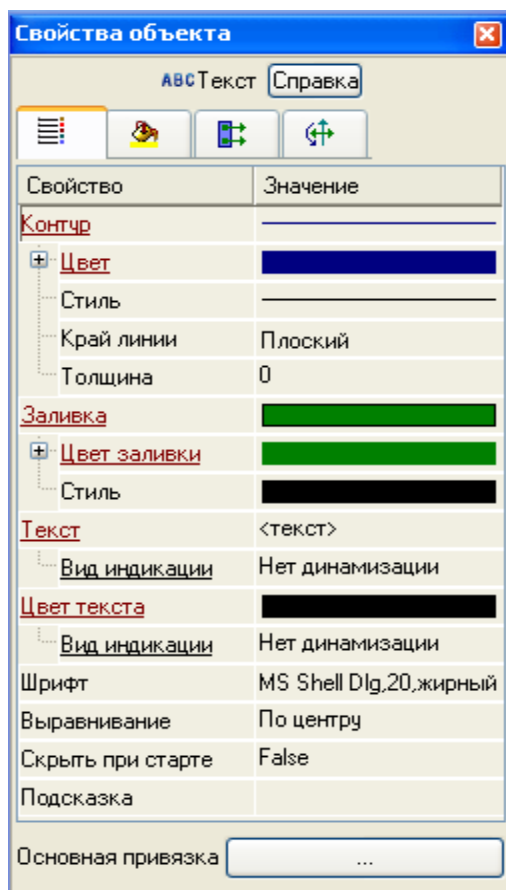 Свойства объекта
ABC Текст Справка
Свойство Значение
Контур
Цвет
Стиль
Край линии Плоский
Толщина 0
Заливка
Цвет заливки
Стиль
Текст <текст>
Вид индикации Нет динамизации
Цвет текста
Вид индикации Нет динамизации
Шрифт MS Shell Dlg,20,жирный
Выравнивание По центру
Скрыть при старте False
Подсказка
Основная привязка ...